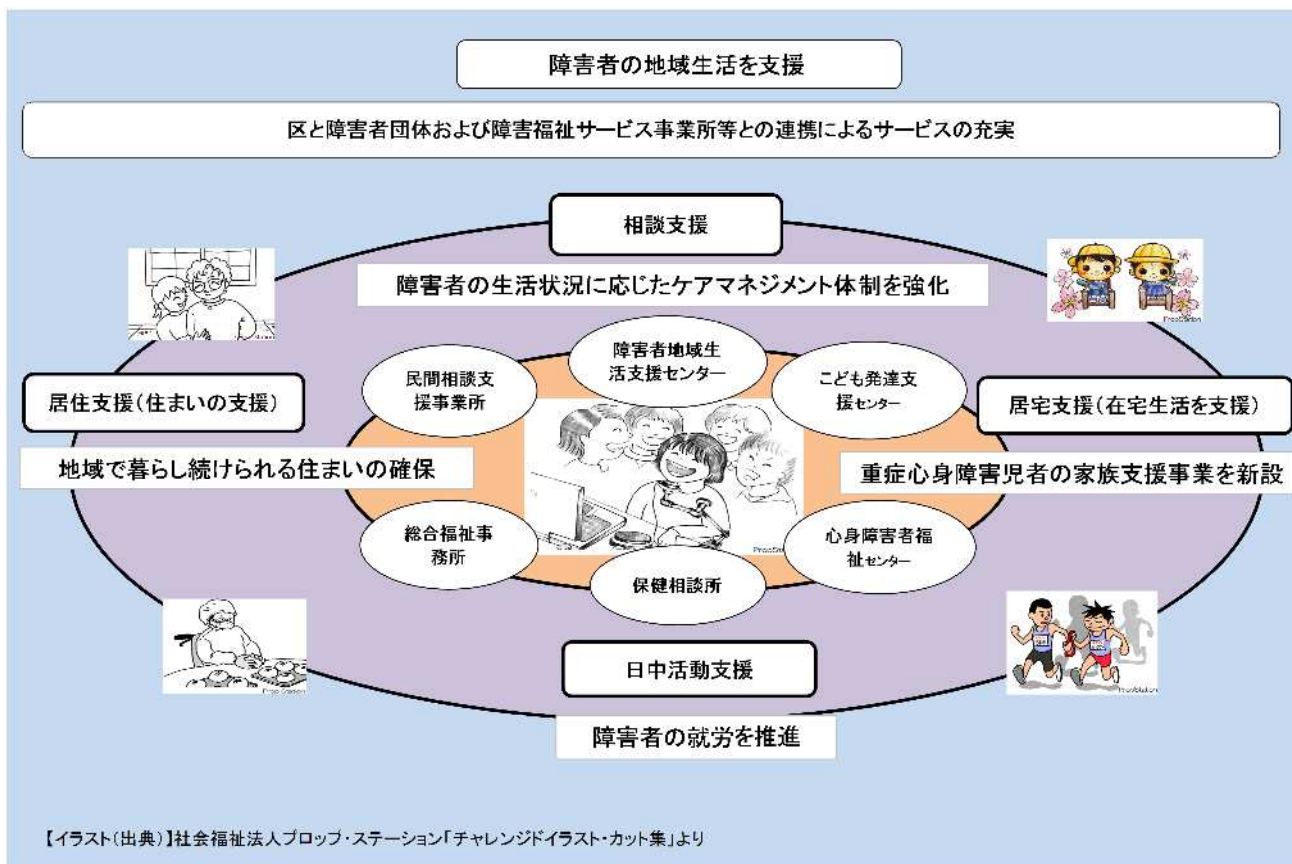 障害者の地域生活を支援
区と障害者団体および障害福祉サービス事業所等との連携によるサービスの充実
相談支援
障害者の生活状況に応じたケアマネジメント体制を強化
障害者地域生
活支援センター
民間相談支
援事業所
こども発達支
援センター
居住支援(住まいの支援)
地域で暮らし続けられる住まいの確保
居宅支援(在宅生活を支援)
重症心身障害児者の家族支援事業を新設
総合福祉事
務所
心身障害者福
祉センター
保健相談所
日中活動支援
障害者の就労を推進
PropStation
PropStation
PropStation
【イラスト(出典)】社会福祉法人プロップ・ステーション「チャレンジドイラスト・カット集」より